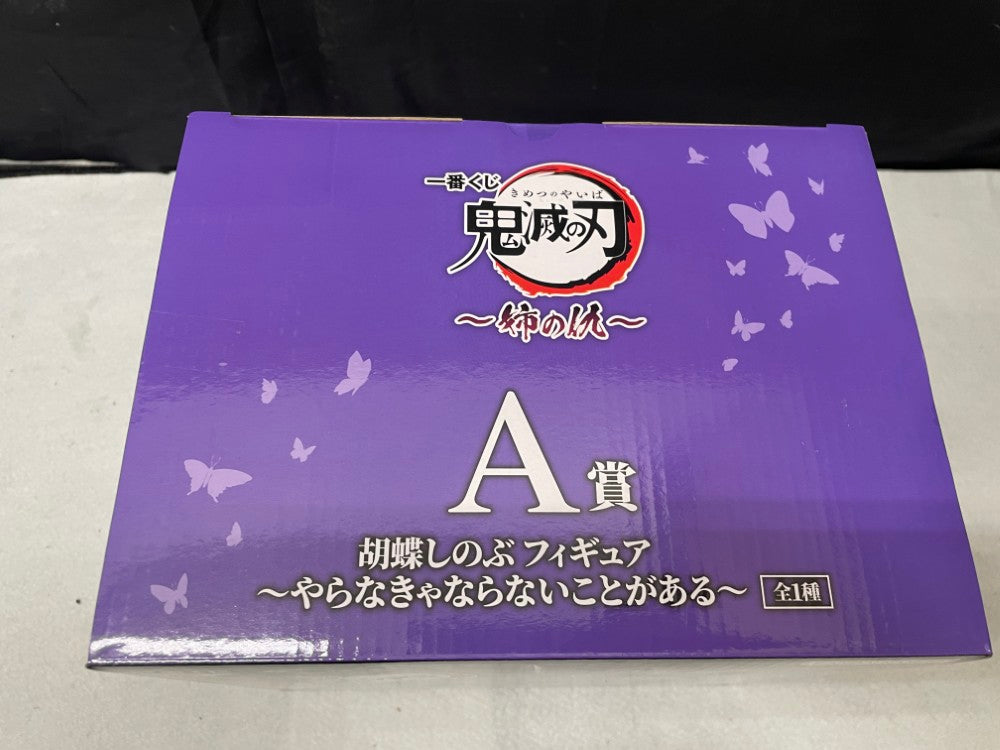 一番くじ
きめつのやいば
鬼滅の刃
～姉の仇～
A賞
胡蝶しのぶ フィギュア
～やらなきゃならないことがある～
全1種